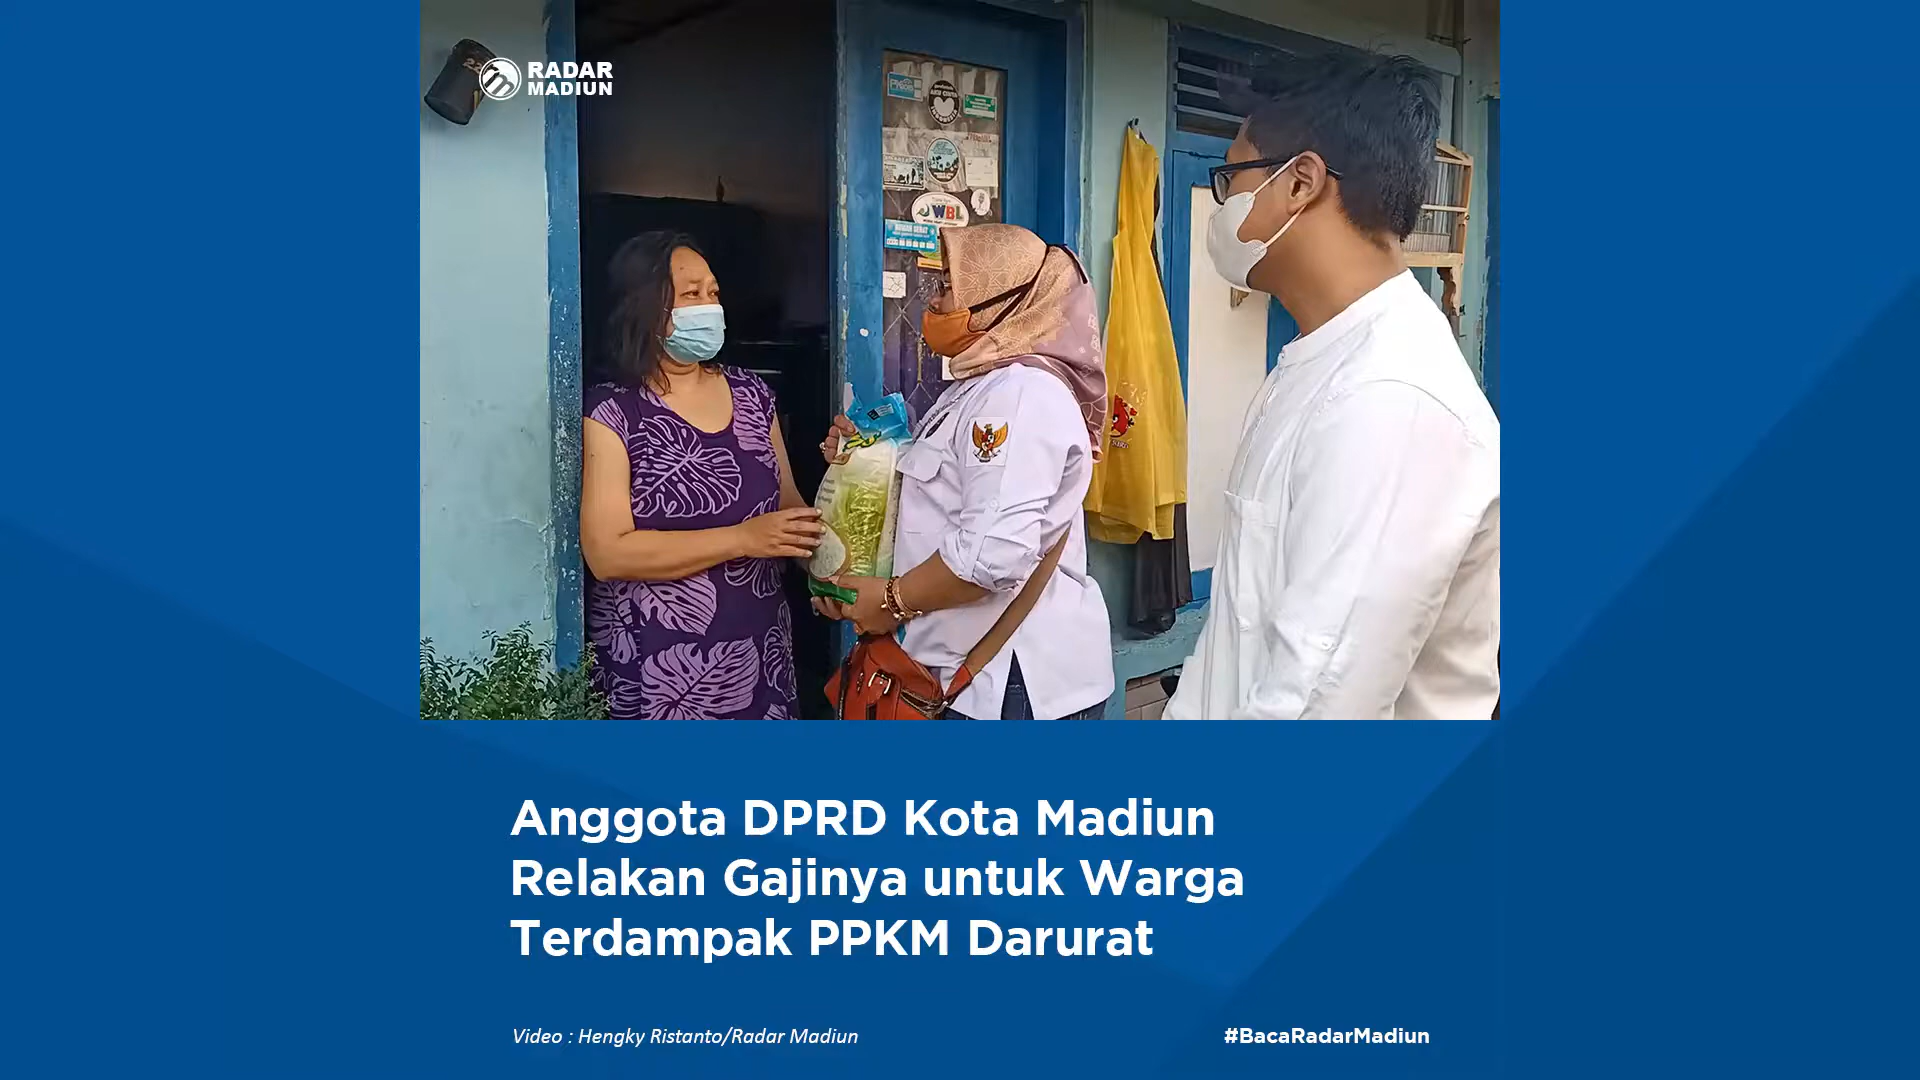 RADAR
MADIUN
WBL
Anggota DPRD Kota Madiun
Relakan Gajinya untuk Warga
Terdampak PPKM Darurat
Video : Hengky Ristanto/Radar Madiun
#BacaRadarMadiun